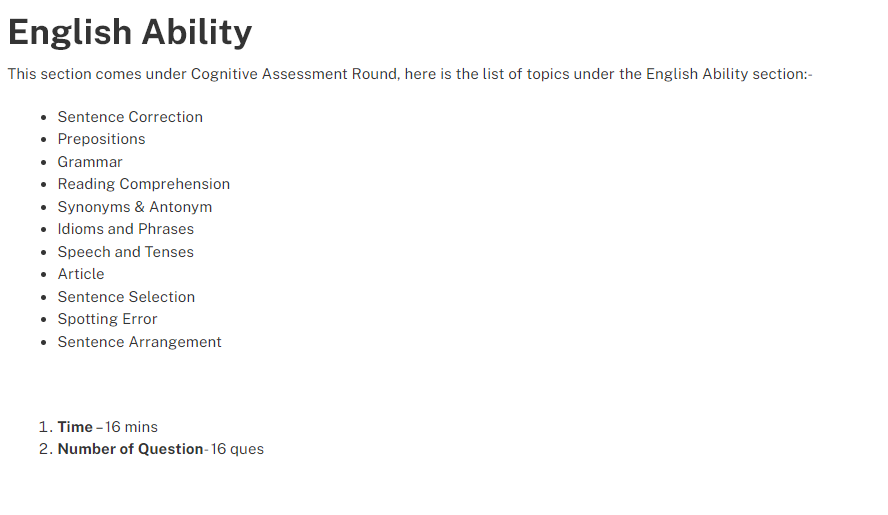 English Ability
This section comes under Cognitive Assessment Round, here is the list of topics under the English Ability section:-
• Sentence Correction
• Prepositions
• Grammar
• Reading Comprehension
• Synonyms & Antonym
• Idioms and Phrases
• Speech and Tenses
• Article
• Sentence Selection
• Spotting Error
• Sentence Arrangement
1. Time – 16 mins
2. Number of Question- 16 ques